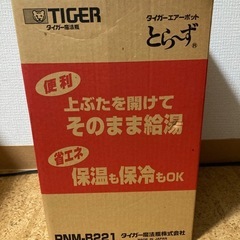 TIGER
タイガー魔法瓶
タイガーエアーポット
とら〜ず®
便利
上ぶたを開けて
そのまま給湯
省エネ
保温も保冷もOK
PNM-B221
タイガー魔法瓶株式会社